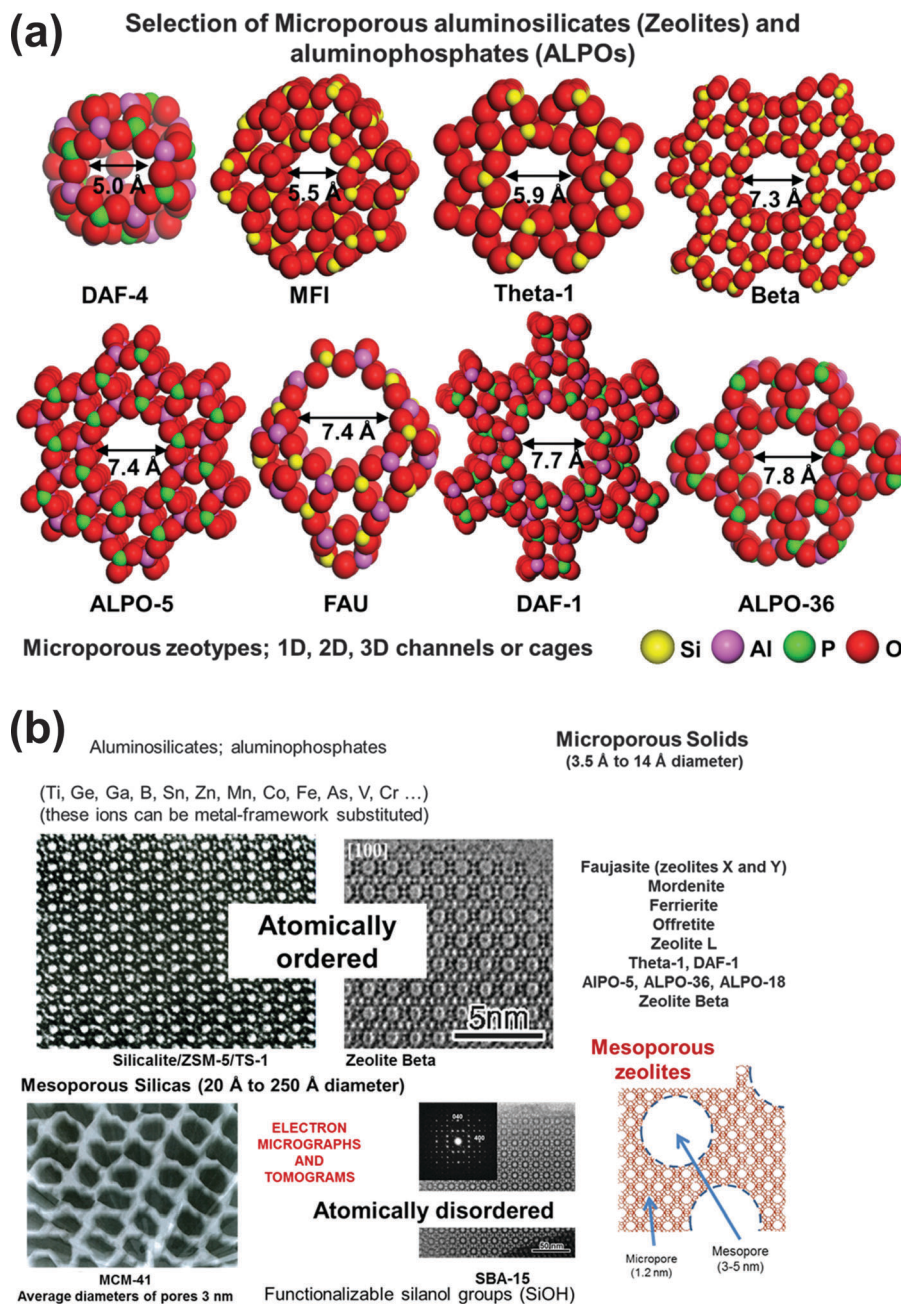 (a)
Selection of Microporous aluminosilicates (Zeolites) and
aluminophosphates (ALPOs)
5.0 Å
5.5 Å
5.9 Å
7.3 Å
DAF-4
MFI
Theta-1
Beta
7.4 Å
7.4 Å
7.7 Å
7.8 Å
ALPO-5
FAU
DAF-1
ALPO-36
Microporous zeotypes; 1D, 2D, 3D channels or cages
Si
Al
P
O
(b)
Aluminosilicates; aluminophosphates
Microporous Solids
(3.5 Å to 14 Å diameter)
(Ti, Ge, Ga, B, Sn, Zn, Mn, Co, Fe, As, V, Cr ...)
(these ions can be metal-framework substituted)
[100]
Atomically
ordered
5nm
Faujasite (zeolites X and Y)
Mordenite
Ferrierite
Offretite
Zeolite L
Theta-1, DAF-1
AlPO-5, ALPO-36, ALPO-18
Zeolite Beta
Silicalite/ZSM-5/TS-1
Zeolite Beta
Mesoporous Silicas (20 Å to 250 Å diameter)
Mesoporous
zeolites
ELECTRON
MICROGRAPHS
AND
TOMOGRAMS
040
400
Atomically disordered
50 nm
Micropore
(1.2 nm)
Mesopore
(3-5 nm)
MCM-41
Average diameters of pores 3 nm
SBA-15
Functionalizable silanol groups (SiOH)